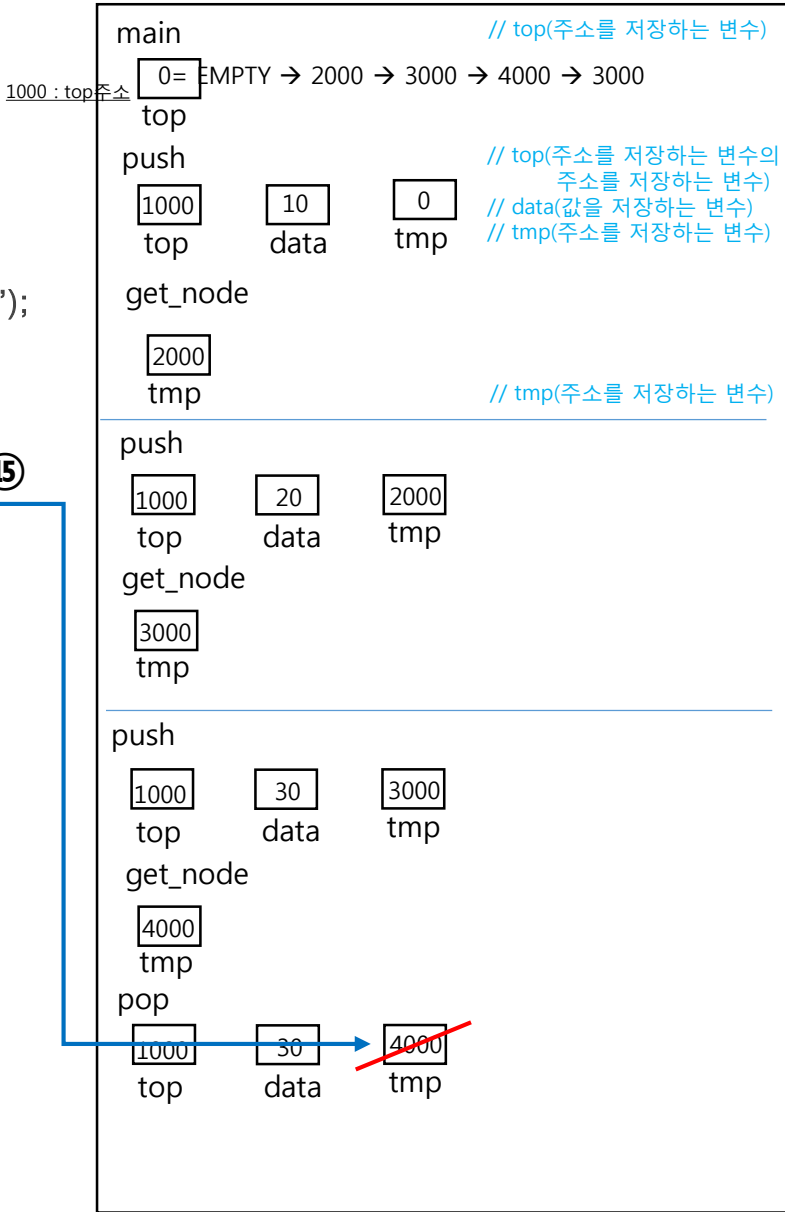 main
// top(주소를 저장하는 변수)
1000 : top주소
0= EMPTY → 2000 → 3000 → 4000 → 3000
top
push
// top(주소를 저장하는 변수의
주소를 저장하는 변수)
1000 10 0
// data(값을 저장하는 변수)
top data tmp
// tmp(주소를 저장하는 변수)
get_node
’);
2000
tmp
// tmp(주소를 저장하는 변수)
push
⑮
1000 20 2000
top data tmp
get_node
3000
tmp
push
1000 30 3000
top data tmp
get_node
4000
tmp
pop
1000 30 4000
top data tmp